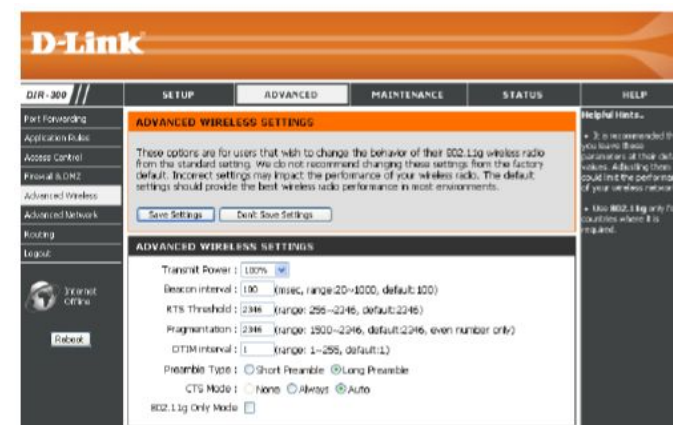 D-Link
DIR-300
SETUP
ADVANCED
MAINTENANCE
STATUS
HELP
Port Forwarding
Application Rules
Access Control
Firewall & DMZ
Advanced Wireless
Advanced Network
Routing
Logout
Internet
Offline
Reboot
ADVANCED WIRELESS SETTINGS
These options are for users that wish to change the behavior of their 802.11g wireless radio
from the standard setting. We do not recommend changing these settings from the factory
default. Incorrect settings may impact the performance of your wireless radio. The default
settings should provide the best wireless radio performance in most environments.
Save Settings Don't Save Settings
ADVANCED WIRELESS SETTINGS
Transmit Power : 100%
Beacon interval : 100 (msec, range:20~1000, default:100)
RTS Threshold : 2346 (range: 256~2346, default:2346)
Fragmentation : 2346 (range: 1500~2346, default:2346, even number only)
DTIM interval : 1 (range: 1~255, default:1)
Preamble Type : Short Preamble Long Preamble
CTS Mode : None Always Auto
802.11g Only Mode
Helpful Hints..
• It is recommended th
you leave these
parameters at their def
values. Adjusting them
could limit the performa
of your wireless networ
• Use 802.11g only
countries where it is
required.